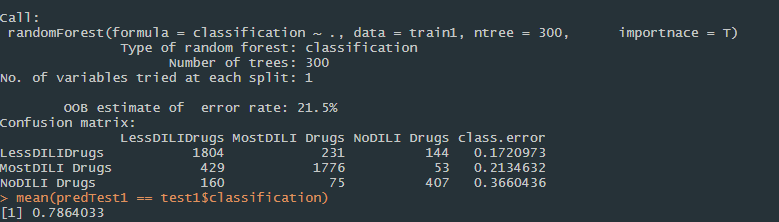 Call:
 randomForest(formula = classification ~ ., data = train1, ntree = 300,      importnace = T)
               Type of random forest: classification
                     Number of trees: 300
No. of variables tried at each split: 1

        OOB estimate of  error rate: 21.5%
Confusion matrix:
               LessDILIDrugs MostDILI Drugs NoDILI Drugs class.error
LessDILIDrugs           1804            231          144   0.1720973
MostDILI Drugs           429           1776           53   0.2134632
NoDILI Drugs             160             75          407   0.3660436
> mean(predTest1 == test1$classification)
[1] 0.7864033